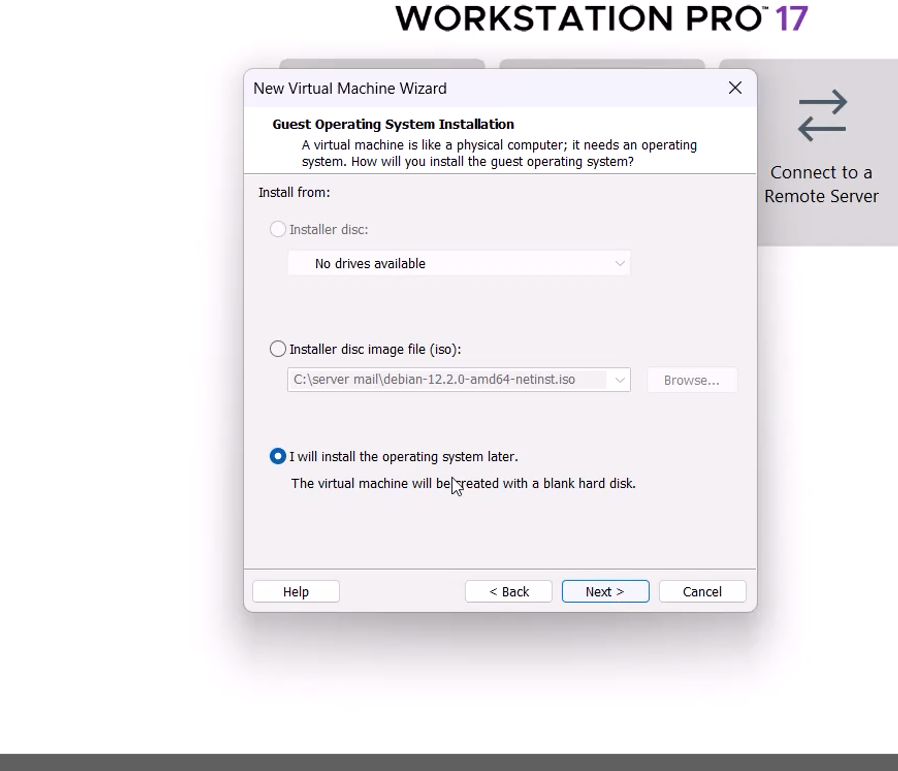 WORKSTATION PRO™ 17
New Virtual Machine Wizard
Guest Operating System Installation
A virtual machine is like a physical computer; it needs an operating
system. How will you install the guest operating system?
Install from:
Installer disc:
No drives available
Installer disc image file (iso):
C:\server mail\debian-12.2.0-amd64-netinst.iso
Browse...
I will install the operating system later.
The virtual machine will be created with a blank hard disk.
Help
< Back
Next >
Cancel
Connect to a
Remote Server